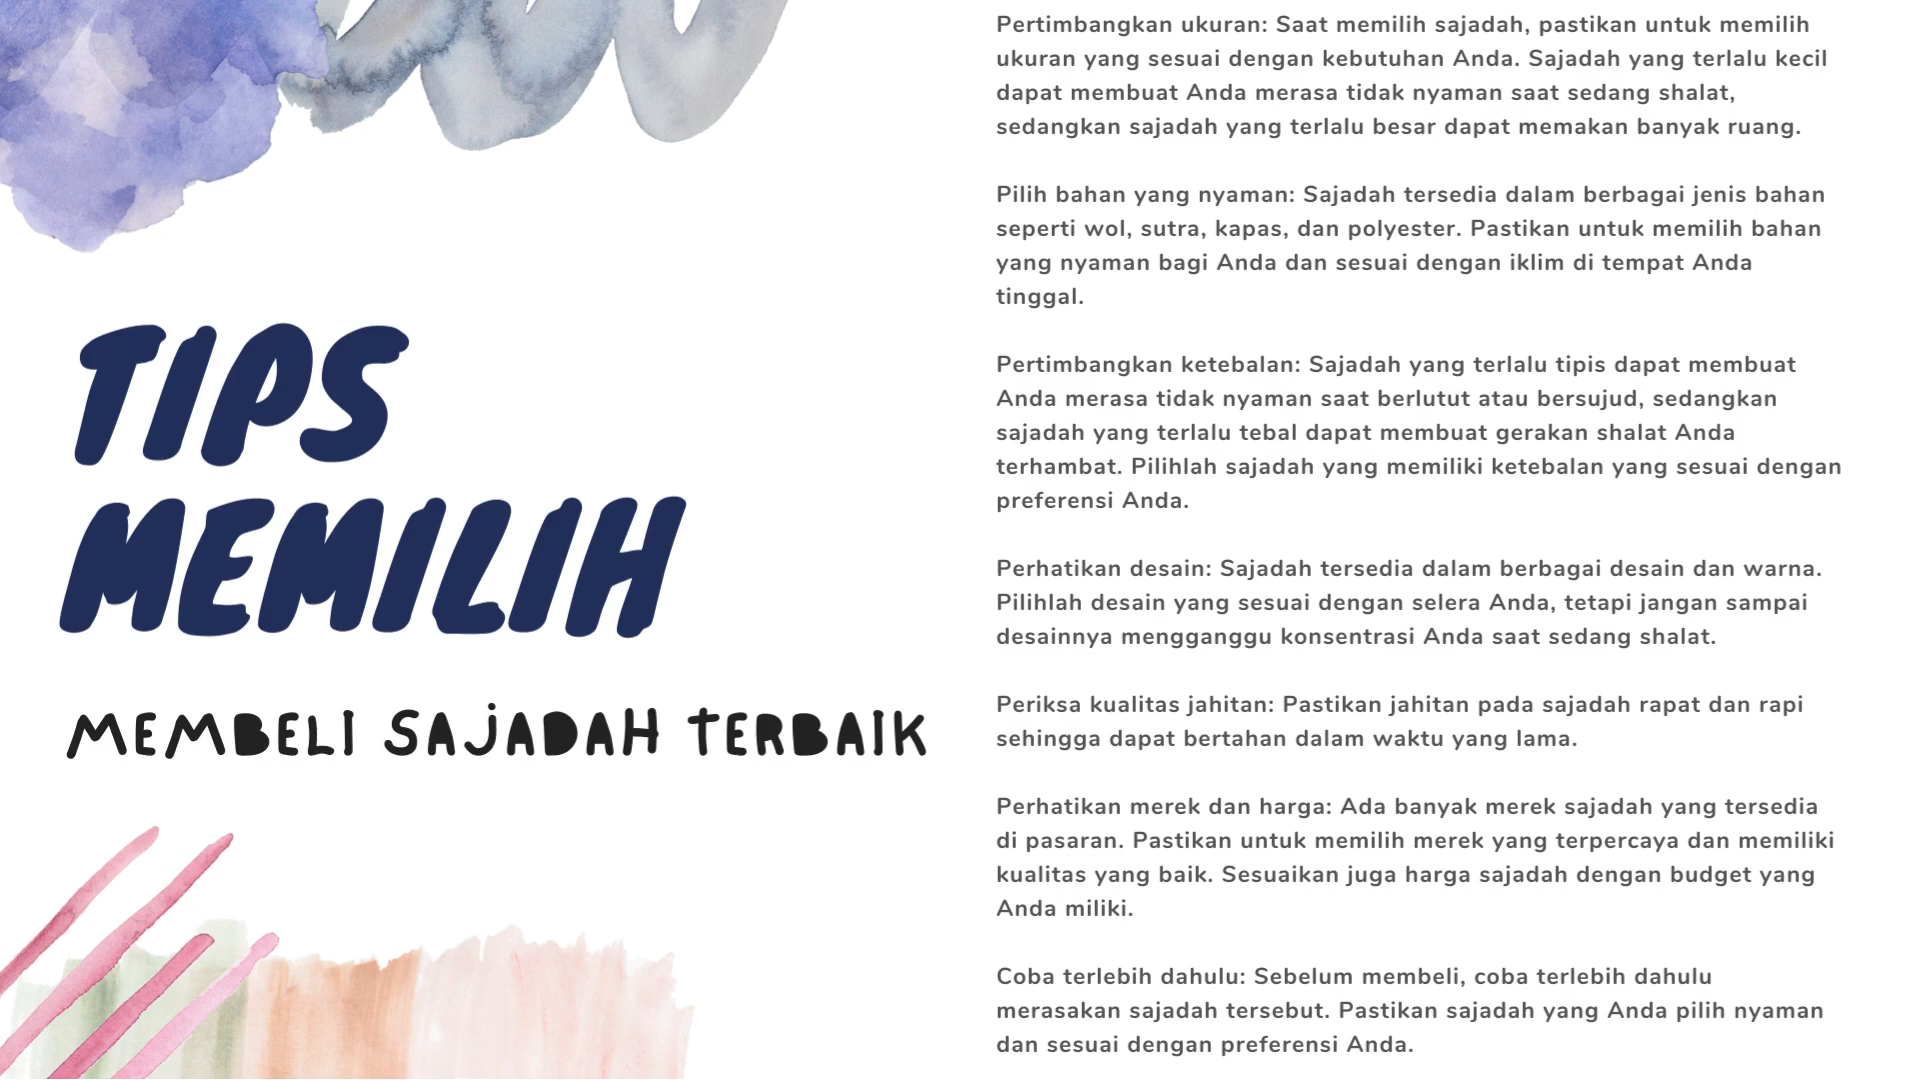 TIPS
MEMILIH
MEMBELI SAJADAH TERBAIK
Pertimbangkan ukuran: Saat memilih sajadah, pastikan untuk memilih
ukuran yang sesuai dengan kebutuhan Anda. Sajadah yang terlalu kecil
dapat membuat Anda merasa tidak nyaman saat sedang shalat,
sedangkan sajadah yang terlalu besar dapat memakan banyak ruang.
Pilih bahan yang nyaman: Sajadah tersedia dalam berbagai jenis bahan
seperti wol, sutra, kapas, dan polyester. Pastikan untuk memilih bahan
yang nyaman bagi Anda dan sesuai dengan iklim di tempat Anda
tinggal.
Pertimbangkan ketebalan: Sajadah yang terlalu tipis dapat membuat
Anda merasa tidak nyaman saat berlutut atau bersujud, sedangkan
sajadah yang terlalu tebal dapat membuat gerakan shalat Anda
terhambat. Pilihlah sajadah yang memiliki ketebalan yang sesuai dengan
preferensi Anda.
Perhatikan desain: Sajadah tersedia dalam berbagai desain dan warna.
Pilihlah desain yang sesuai dengan selera Anda, tetapi jangan sampai
desainnya mengganggu konsentrasi Anda saat sedang shalat.
Periksa kualitas jahitan: Pastikan jahitan pada sajadah rapat dan rapi
sehingga dapat bertahan dalam waktu yang lama.
Perhatikan merek dan harga: Ada banyak merek sajadah yang tersedia
di pasaran. Pastikan untuk memilih merek yang terpercaya dan memiliki
kualitas yang baik. Sesuaikan juga harga sajadah dengan budget yang
Anda miliki.
Coba terlebih dahulu: Sebelum membeli, coba terlebih dahulu
merasakan sajadah tersebut. Pastikan sajadah yang Anda pilih nyaman
dan sesuai dengan preferensi Anda.